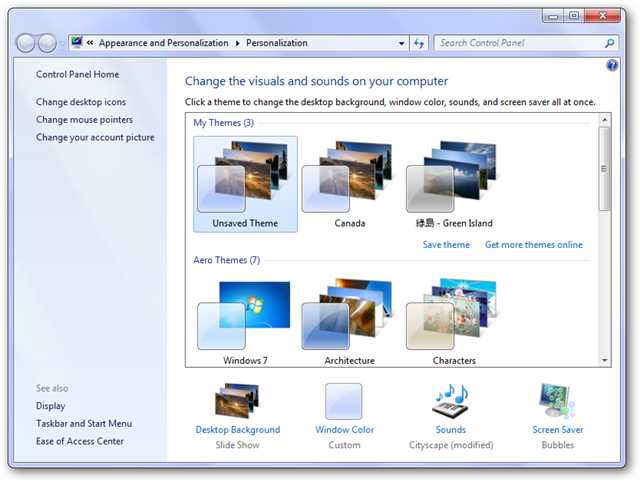 « Appearance and Personalization ▸ Personalization
Search Control Panel
Control Panel Home
Change desktop icons
Change mouse pointers
Change your account picture
See also
Display
Taskbar and Start Menu
Ease of Access Center
Change the visuals and sounds on your computer
Click a theme to change the desktop background, window color, sounds, and screen saver all at once.
My Themes (3)
Unsaved Theme
Canada
綠島 - Green Island
Save theme
Get more themes online
Aero Themes (7)
Windows 7
Architecture
Characters
Desktop Background
Slide Show
Window Color
Custom
Sounds
Cityscape (modified)
Screen Saver
Bubbles